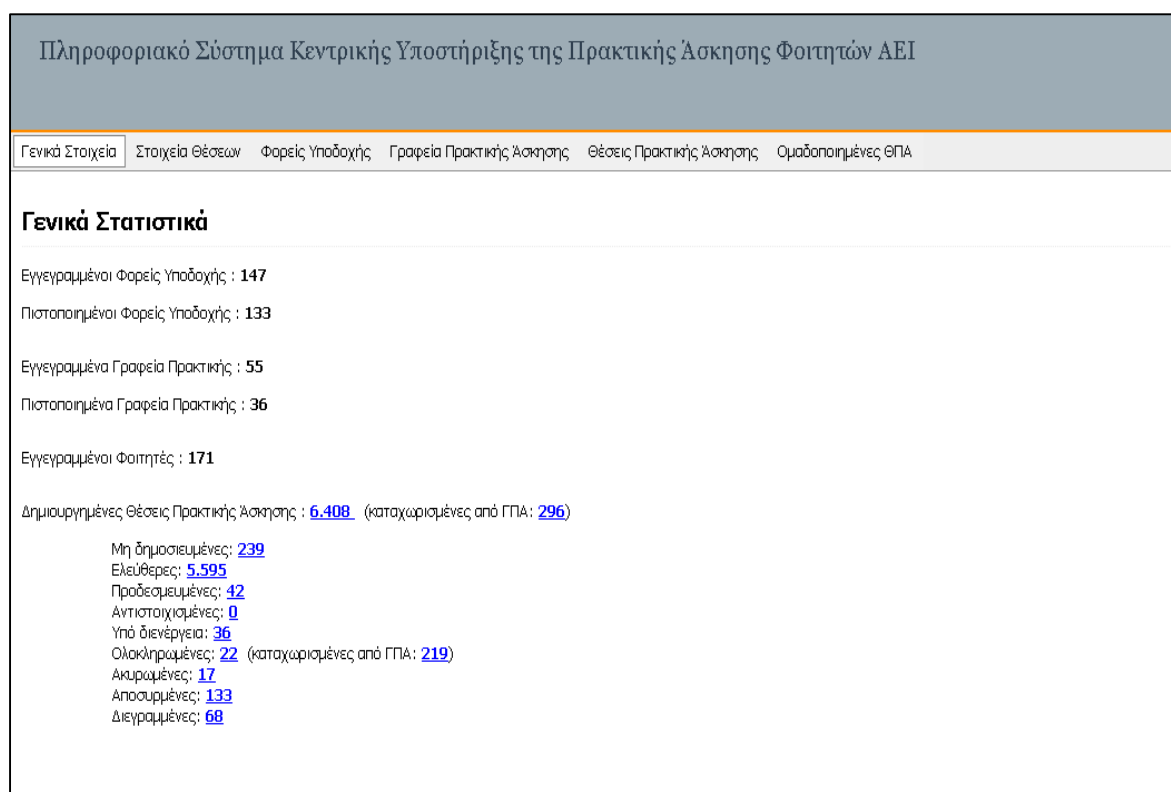 Πληροφοριακό Σύστημα Κεντρικής Υποστήριξης της Πρακτικής Άσκησης Φοιτητών ΑΕΙ
Γενικά Στοιχεία Στοιχεία Θέσεων Φορείς Υποδοχής Γραφεία Πρακτικής Άσκησης Θέσεις Πρακτικής Άσκησης Ομαδοποιημένες ΘΠΑ
Γενικά Στατιστικά
Εγγεγραμμένοι Φορείς Υποδοχής : 147
Πιστοποιημένοι Φορείς Υποδοχής : 133
Εγγεγραμμένα Γραφεία Πρακτικής : 55
Πιστοποιημένα Γραφεία Πρακτικής : 36
Εγγεγραμμένοι Φοιτητές : 171
Δημιουργημένες Θέσεις Πρακτικής Άσκησης : 6.408 (καταχωρισμένες από ΓΠΑ: 296)
Μη δημοσιευμένες: 239
Ελεύθερες: 5.595
Προδεσμευμένες: 42
Αντιστοιχισμένες: 0
Υπό διενέργεια: 36
Ολοκληρωμένες: 22 (καταχωρισμένες από ΓΠΑ: 219)
Ακυρωμένες: 17
Αποσυρμένες: 133
Διεγραμμένες: 68